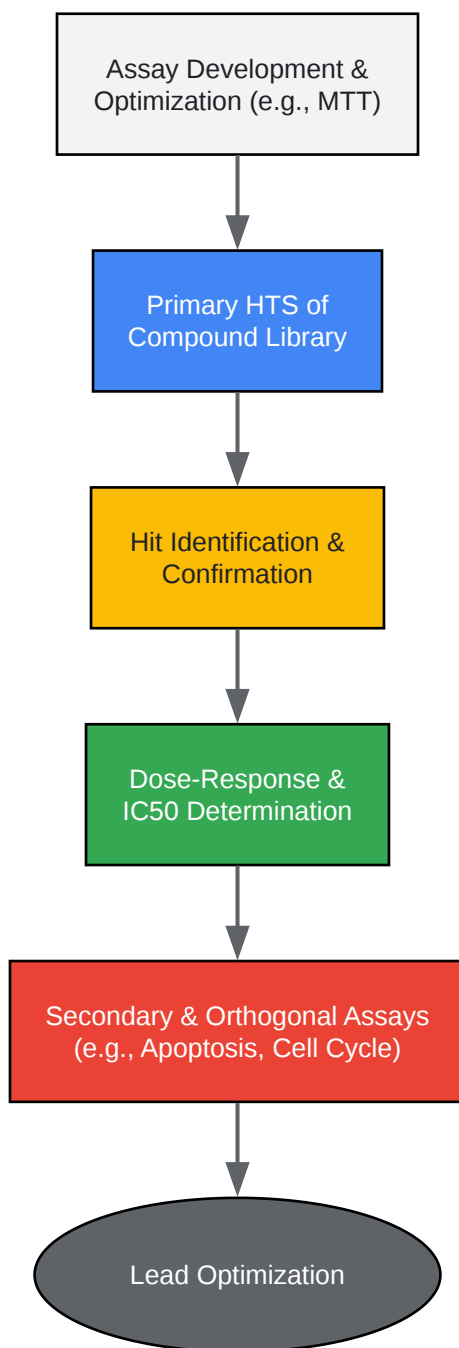 Assay Development &
Optimization (e.g., MTT)
Primary HTS of
Compound Library
Hit Identification &
Confirmation
Dose-Response &
IC50 Determination
Secondary & Orthogonal Assays
(e.g., Apoptosis, Cell Cycle)
Lead Optimization